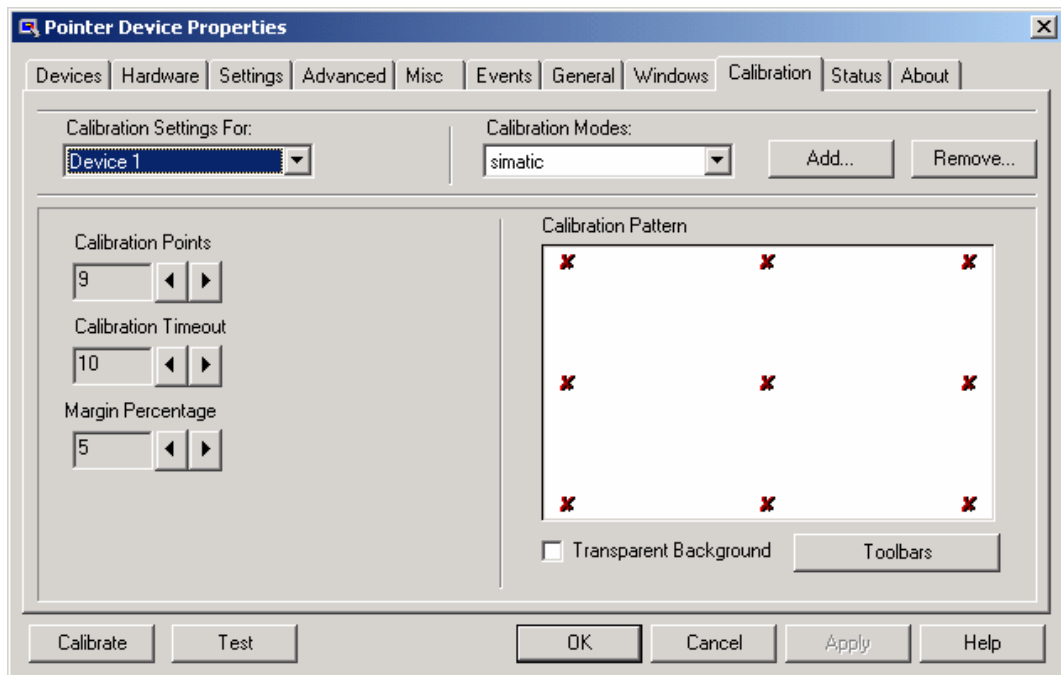 Pointer Device Properties
Devices Hardware Settings Advanced Misc Events General Windows Calibration Status About
Calibration Settings For: Calibration Modes:
Device 1 simatic Add... Remove...
Calibration Points Calibration Pattern
9
Calibration Timeout
10
Margin Percentage
5
Transparent Background Toolbars
Calibrate Test OK Cancel Apply Help